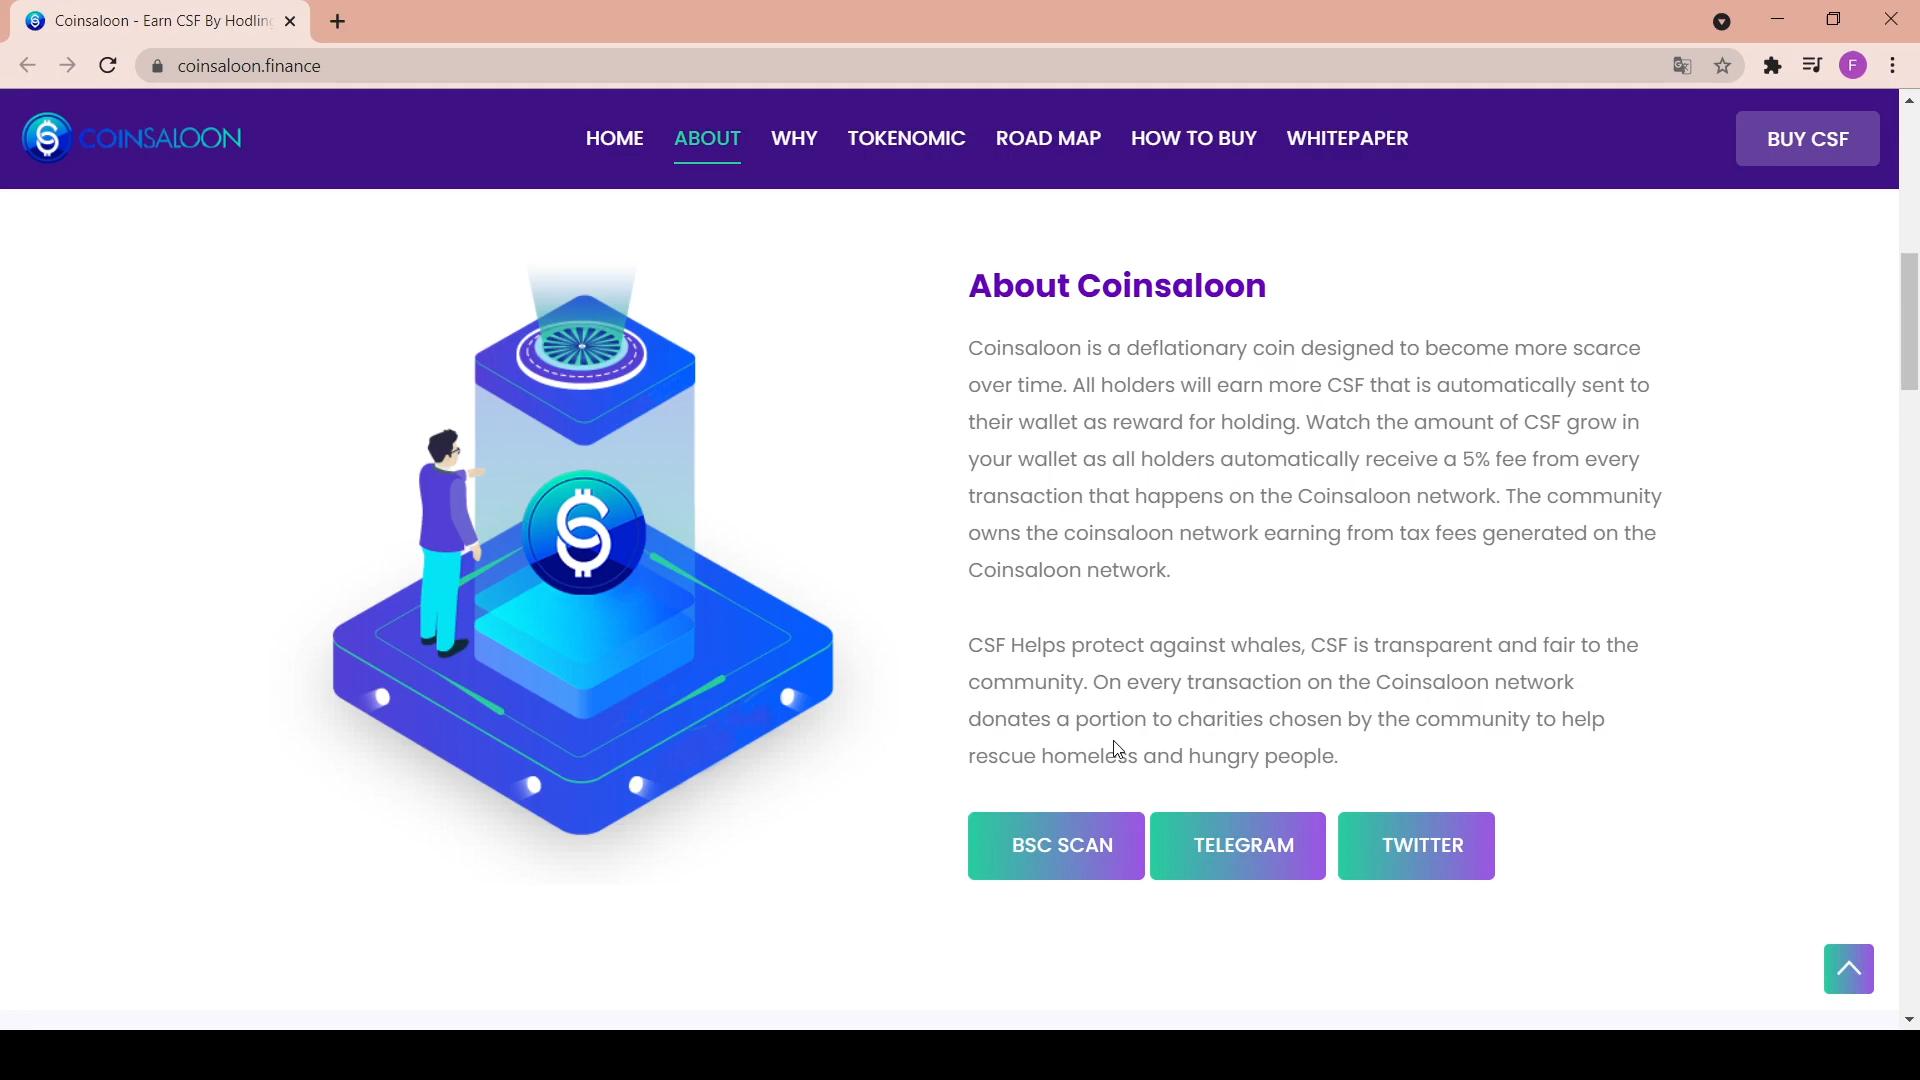 Coinsaloon - Earn CSF By Hodling
coinsaloon.finance
F
COINSALOON
HOME
ABOUT
WHY
TOKENOMIC
ROAD MAP
HOW TO BUY
WHITEPAPER
BUY CSF
About Coinsaloon
Coinsaloon is a deflationary coin designed to become more scarce
over time. All holders will earn more CSF that is automatically sent to
their wallet as reward for holding. Watch the amount of CSF grow in
your wallet as all holders automatically receive a 5% fee from every
transaction that happens on the Coinsaloon network. The community
owns the coinsaloon network earning from tax fees generated on the
Coinsaloon network.
CSF Helps protect against whales, CSF is transparent and fair to the
community. On every transaction on the Coinsaloon network
donates a portion to charities chosen by the community to help
rescue homeless and hungry people.
BSC SCAN
TELEGRAM
TWITTER